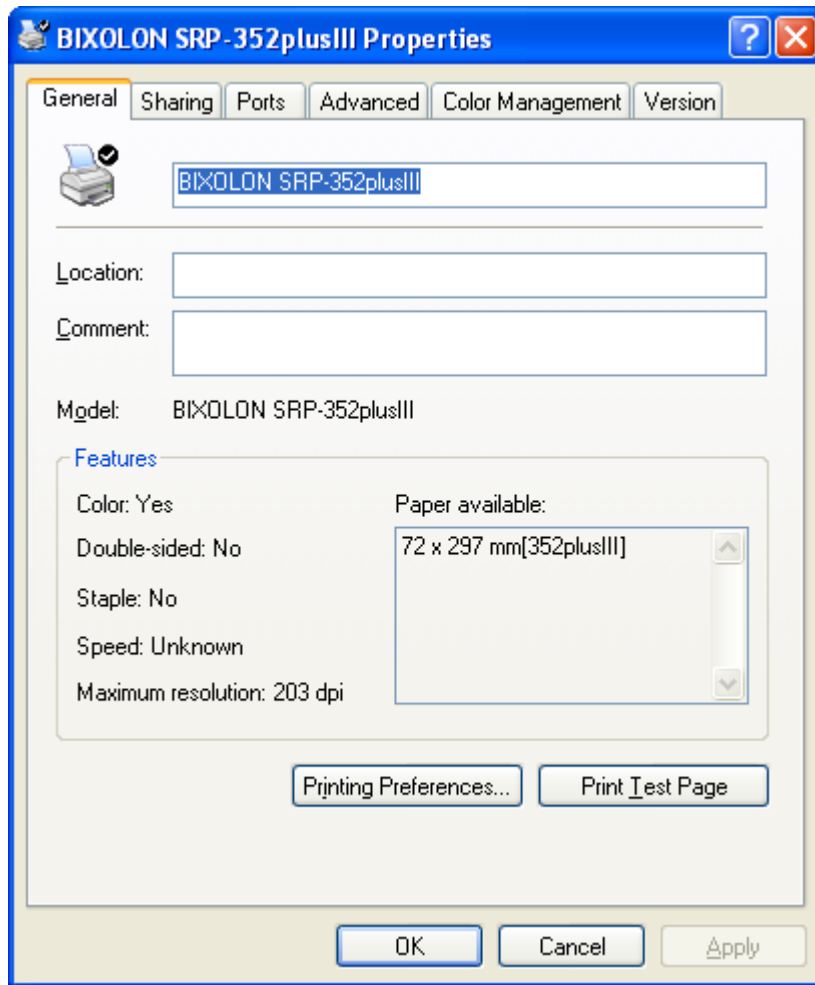 BIXOLON SRP-352plusIII Properties
General Sharing Ports Advanced Color Management Version
BIXOLON SRP-352plusIII
Location:
Comment:
Model: BIXOLON SRP-352plusIII
Features
Color: Yes
Paper available:
Double-sided: No
72 x 297 mm[352plusIII]
Staple: No
Speed: Unknown
Maximum resolution: 203 dpi
Printing Preferences... Print Test Page
OK Cancel Apply